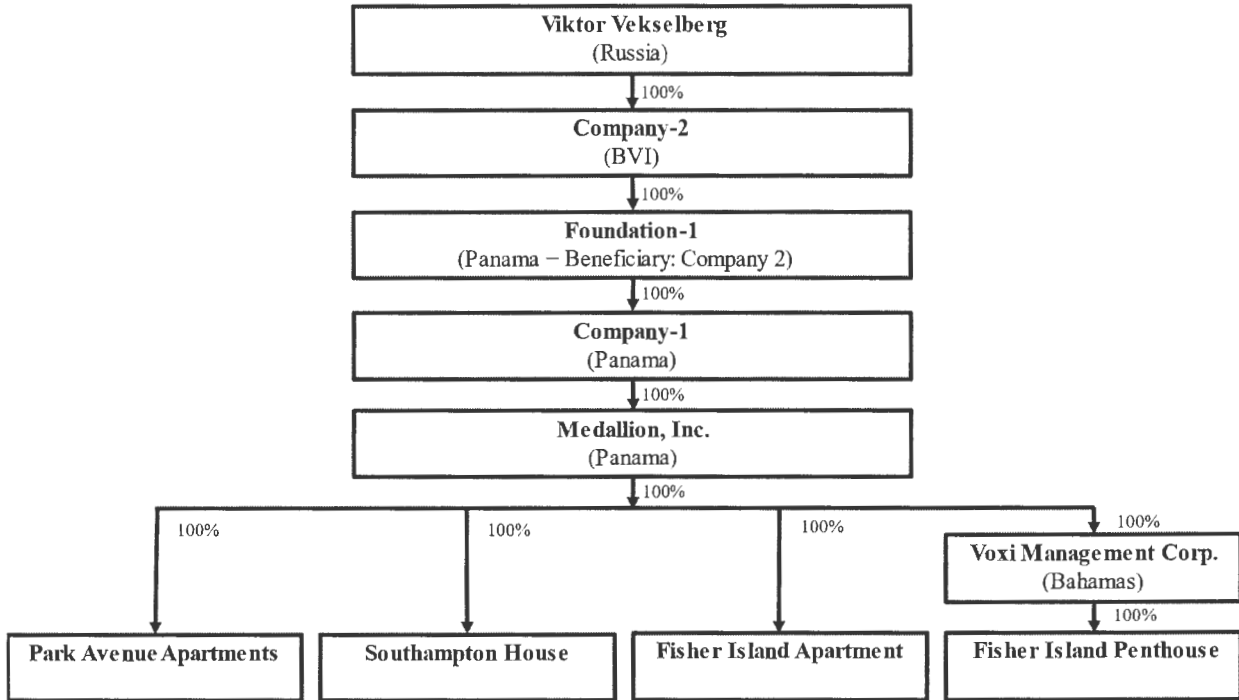 Viktor Vekselberg
(Russia)
100%
Company-2
(BVI)
100%
Foundation-1
(Panama − Beneficiary: Company 2)
100%
Company-1
(Panama)
100%
Medallion, Inc.
(Panama)
100%
100%
100%
100%
100%
Voxi Management Corp.
(Bahamas)
100%
Park Avenue Apartments
Southampton House
Fisher Island Apartment
Fisher Island Penthouse